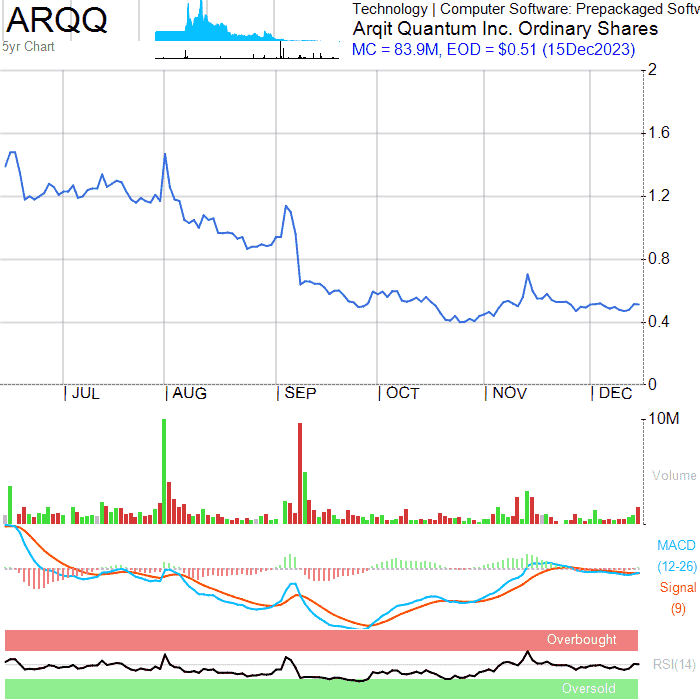 ARQQ
5yr Chart
Technology | Computer Software: Prepackaged Softw
Arqit Quantum Inc. Ordinary Shares
MC = 83.9M, EOD = $0.51 (15Dec2023)
2
1.6
1.2
0.8
0.4
0
JUL AUG SEP OCT NOV DEC
10M
Volume
MACD
(12-26)
Signal
(9)
Overbought
RSI(14)
Oversold